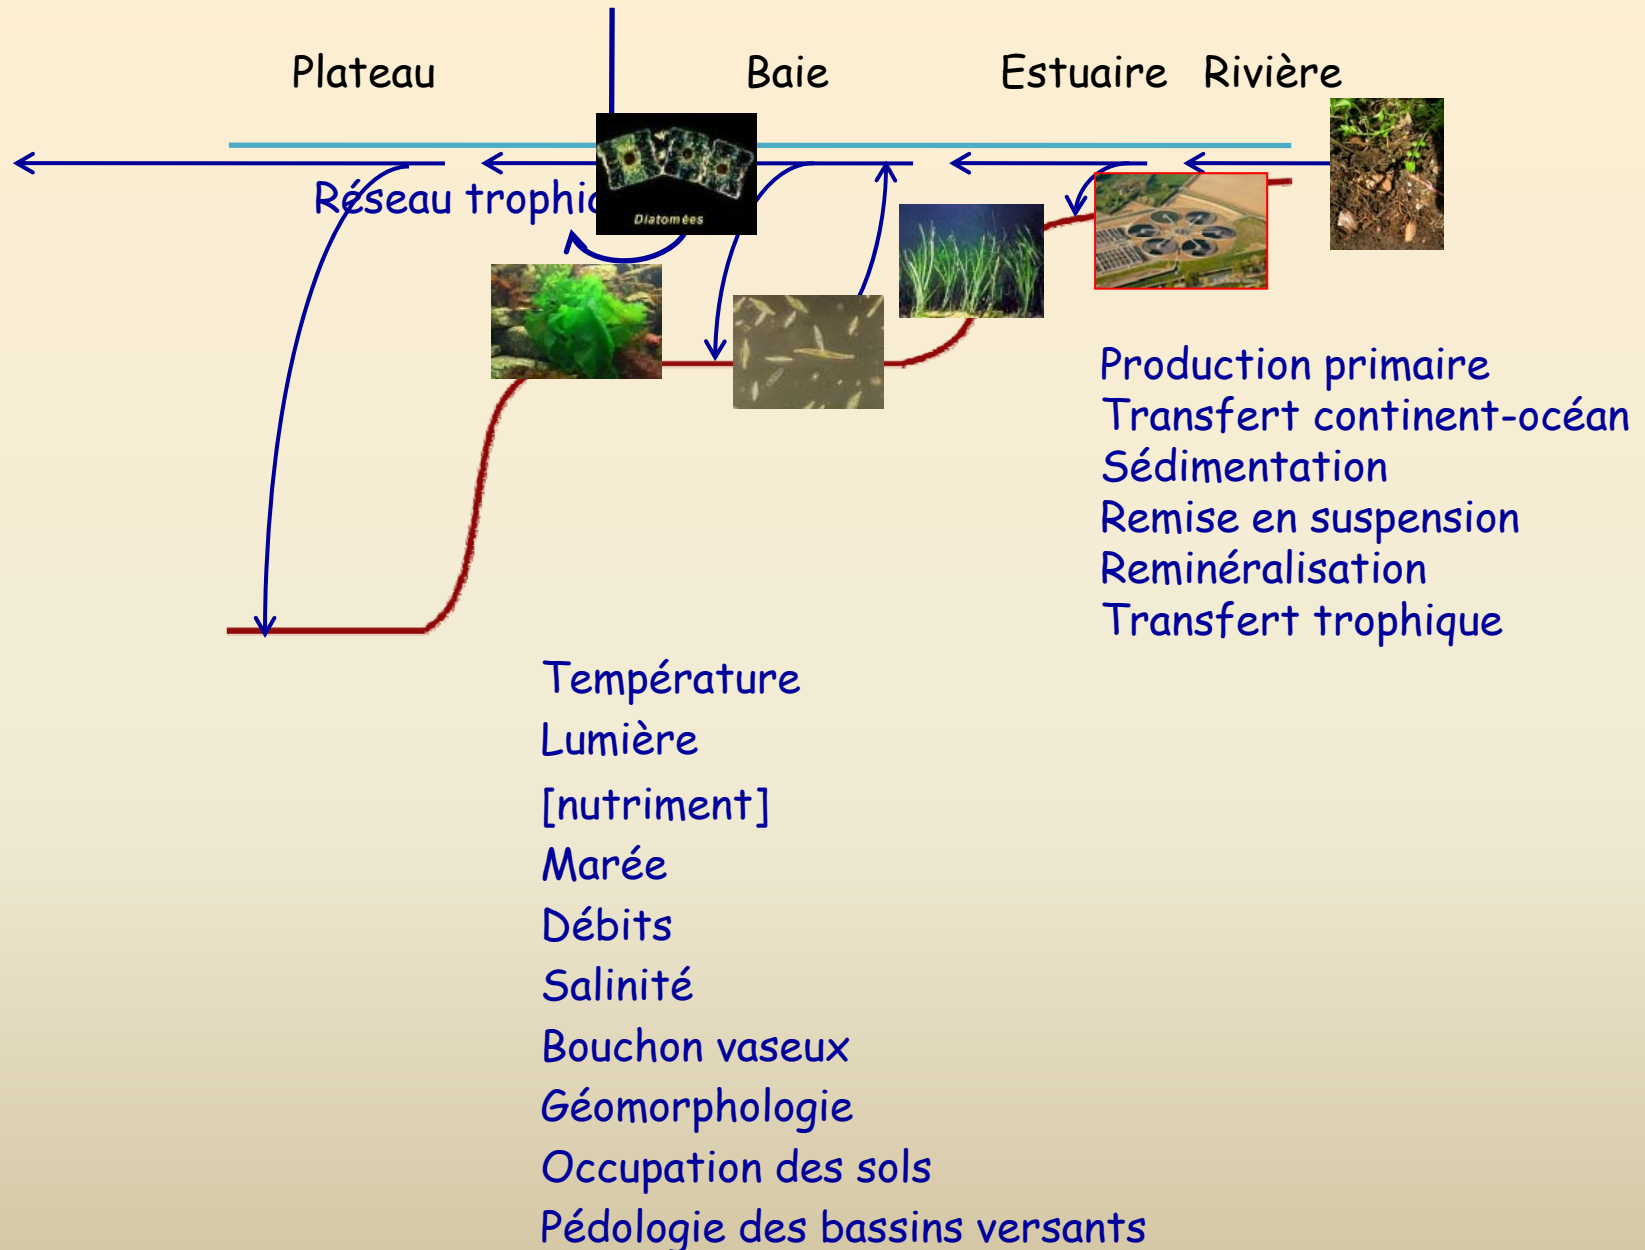 Plateau Baie Estuaire Rivière
Réseau
Diatomées
Production primaire
Transfert continent-océan
Sédimentation
Remise en suspension
Reminéralisation
Transfert trophique
Température
Lumière
[nutriment]
Marée
Débits
Salinité
Bouchon vaseux
Géomorphologie
Occupation des sols
Pédologie des bassins versants